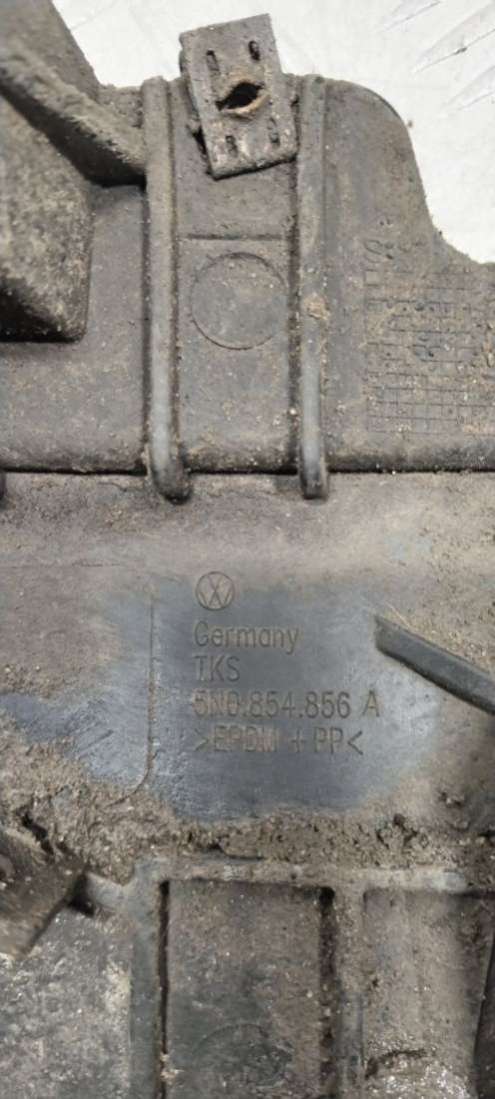 Germany
TKS
5N0.854.856 A
>EPDM + PP<